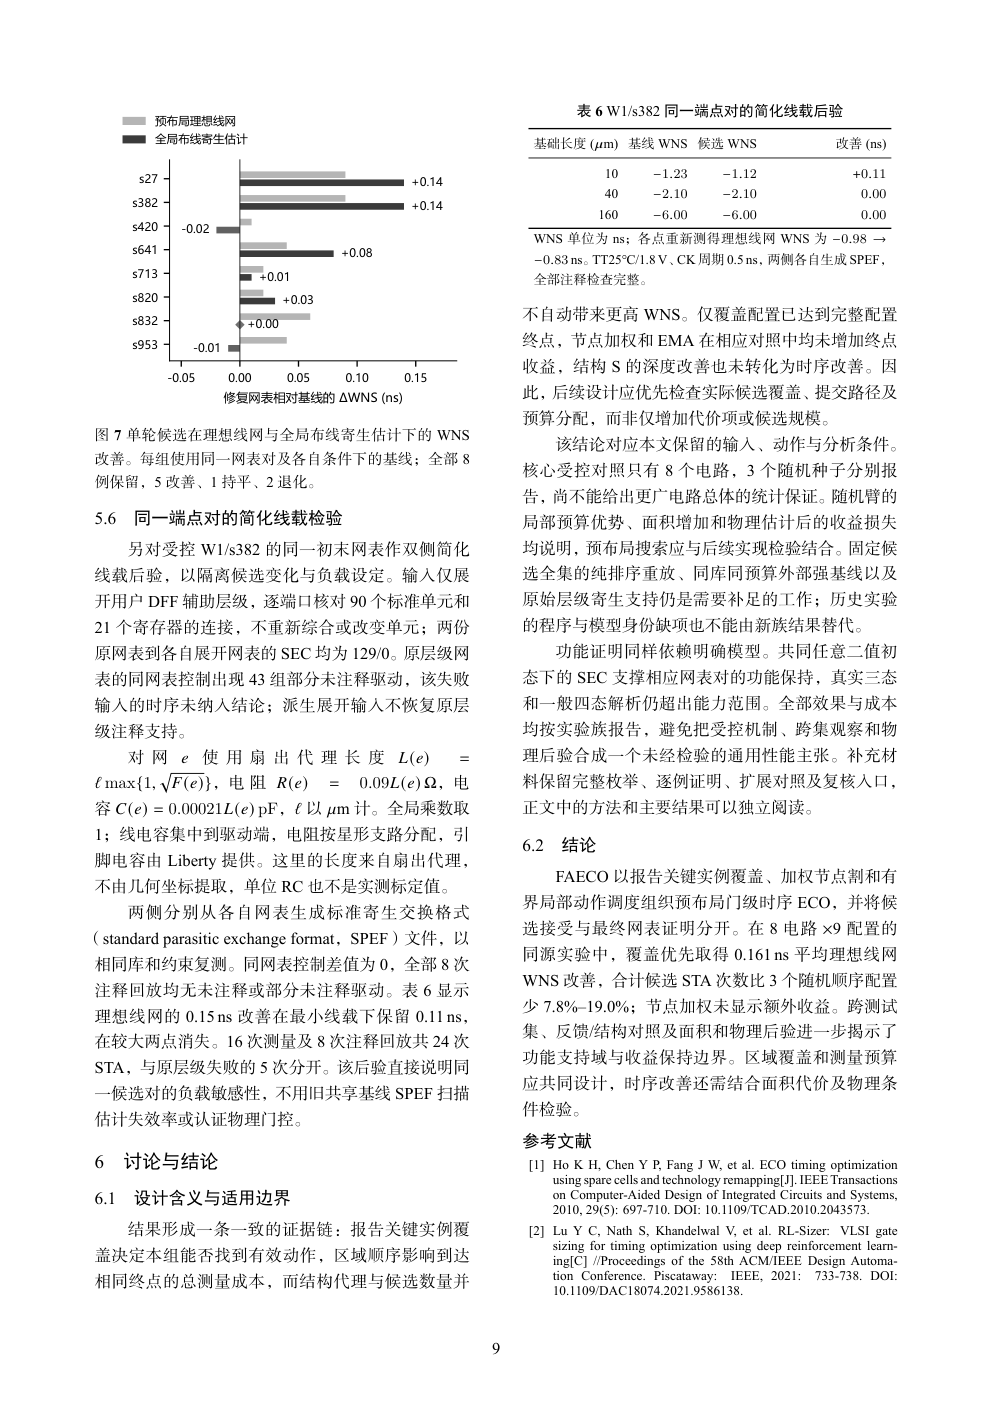 预布局理想线网
全局布线寄生估计
s27
+0.14
s382
+0.14
s420
-0.02
s641
+0.08
s713
+0.01
s820
+0.03
s832
+0.00
s953
-0.01
-0.05
0.00
0.05
0.10
0.15
修复网表相对基线的 ΔWNS (ns)
图 7 单轮候选在理想线网与全局布线寄生估计下的 WNS
改善。每组使用同一网表对及各自条件下的基线；全部 8
例保留，5 改善、1 持平、2 退化。
5.6 同一端点对的简化线载检验
另对受控 W1/s382 的同一初末网表作双侧简化
线载后验，以隔离候选变化与负载设定。输入仅展
开用户 DFF 辅助层级，逐端口核对 90 个标准单元和
21 个寄存器的连接，不重新综合或改变单元；两份
原网表到各自展开网表的 SEC 均为 129/0。原层级网
表的同网表控制出现 43 组部分未注释驱动，该失败
输入的时序未纳入结论；派生展开输入不恢复原层
级注释支持。
对 网 e 使 用 扇 出 代 理 长 度 L(e) =
ℓ max{1, √F(e)}，电 阻 R(e) = 0.09L(e) Ω，电
容 C(e) = 0.00021L(e) pF，ℓ 以 μm 计。全局乘数取
1；线电容集中到驱动端，电阻按星形支路分配，引
脚电容由 Liberty 提供。这里的长度来自扇出代理，
不由几何坐标提取，单位 RC 也不是实测标定值。
两侧分别从各自网表生成标准寄生交换格式
（standard parasitic exchange format，SPEF）文件，以
相同库和约束复测。同网表控制差值为 0，全部 8 次
注释回放均无未注释或部分未注释驱动。表 6 显示
理想线网的 0.15 ns 改善在最小线载下保留 0.11 ns，
在较大两点消失。16 次测量及 8 次注释回放共 24 次
STA，与原层级失败的 5 次分开。该后验直接说明同
一候选对的负载敏感性，不用旧共享基线 SPEF 扫描
估计失效率或认证物理门控。
6 讨论与结论
6.1 设计含义与适用边界
结果形成一条一致的证据链：报告关键实例覆
盖决定本组能否找到有效动作，区域顺序影响到达
相同终点的总测量成本，而结构代理与候选数量并
表 6 W1/s382 同一端点对的简化线载后验
基础长度 (μm) 基线 WNS 候选 WNS 改善 (ns)
10 −1.23 −1.12 +0.11
40 −2.10 −2.10 0.00
160 −6.00 −6.00 0.00
WNS 单位为 ns；各点重新测得理想线网 WNS 为 −0.98 →
−0.83 ns。TT25°C/1.8 V、CK 周期 0.5 ns，两侧各自生成 SPEF，
全部注释检查完整。
不自动带来更高 WNS。仅覆盖配置已达到完整配置
终点，节点加权和 EMA 在相应对照中均未增加终点
收益，结构 S 的深度改善也未转化为时序改善。因
此，后续设计应优先检查实际候选覆盖、提交路径及
预算分配，而非仅增加代价项或候选规模。
该结论对应本文保留的输入、动作与分析条件。
核心受控对照只有 8 个电路，3 个随机种子分别报
告，尚不能给出更广电路总体的统计保证。随机臂的
局部预算优势、面积增加和物理估计后的收益损失
均说明，预布局搜索应与后续实现检验结合。固定候
选全集的纯排序重放、同库同预算外部强基线以及
原始层级寄生支持仍是需要补足的工作；历史实验
的程序与模型身份缺项也不能由新族结果替代。
功能证明同样依赖明确模型。共同任意二值初
态下的 SEC 支撑相应网表对的功能保持，真实三态
和一般四态解析仍超出能力范围。全部效果与成本
均按实验族报告，避免把受控机制、跨集观察和物
理后验合成一个未经检验的通用性能主张。补充材
料保留完整枚举、逐例证明、扩展对照及复核入口，
正文中的方法和主要结果可以独立阅读。
6.2 结论
FAECO 以报告关键实例覆盖、加权节点割和有
界局部动作调度组织预布局门级时序 ECO，并将候
选接受与最终网表证明分开。在 8 电路 ×9 配置的
同源实验中，覆盖优先取得 0.161 ns 平均理想线网
WNS 改善，合计候选 STA 次数比 3 个随机顺序配置
少 7.8%–19.0%；节点加权未显示额外收益。跨测试
集、反馈/结构对照及面积和物理后验进一步揭示了
功能支持域与收益保持边界。区域覆盖和测量预算
应共同设计，时序改善还需结合面积代价及物理条
件检验。
参考文献
[1] Ho K H, Chen Y P, Fang J W, et al. ECO timing optimization
using spare cells and technology remapping[J]. IEEE Transactions
on Computer-Aided Design of Integrated Circuits and Systems,
2010, 29(5): 697-710. DOI: 10.1109/TCAD.2010.2043573.
[2] Lu Y C, Nath S, Khandelwal V, et al. RL-Sizer: VLSI gate
sizing for timing optimization using deep reinforcement learn-
ing[C] //Proceedings of the 58th ACM/IEEE Design Automa-
tion Conference. Piscataway: IEEE, 2021: 733-738. DOI:
10.1109/DAC18074.2021.9586138.
9